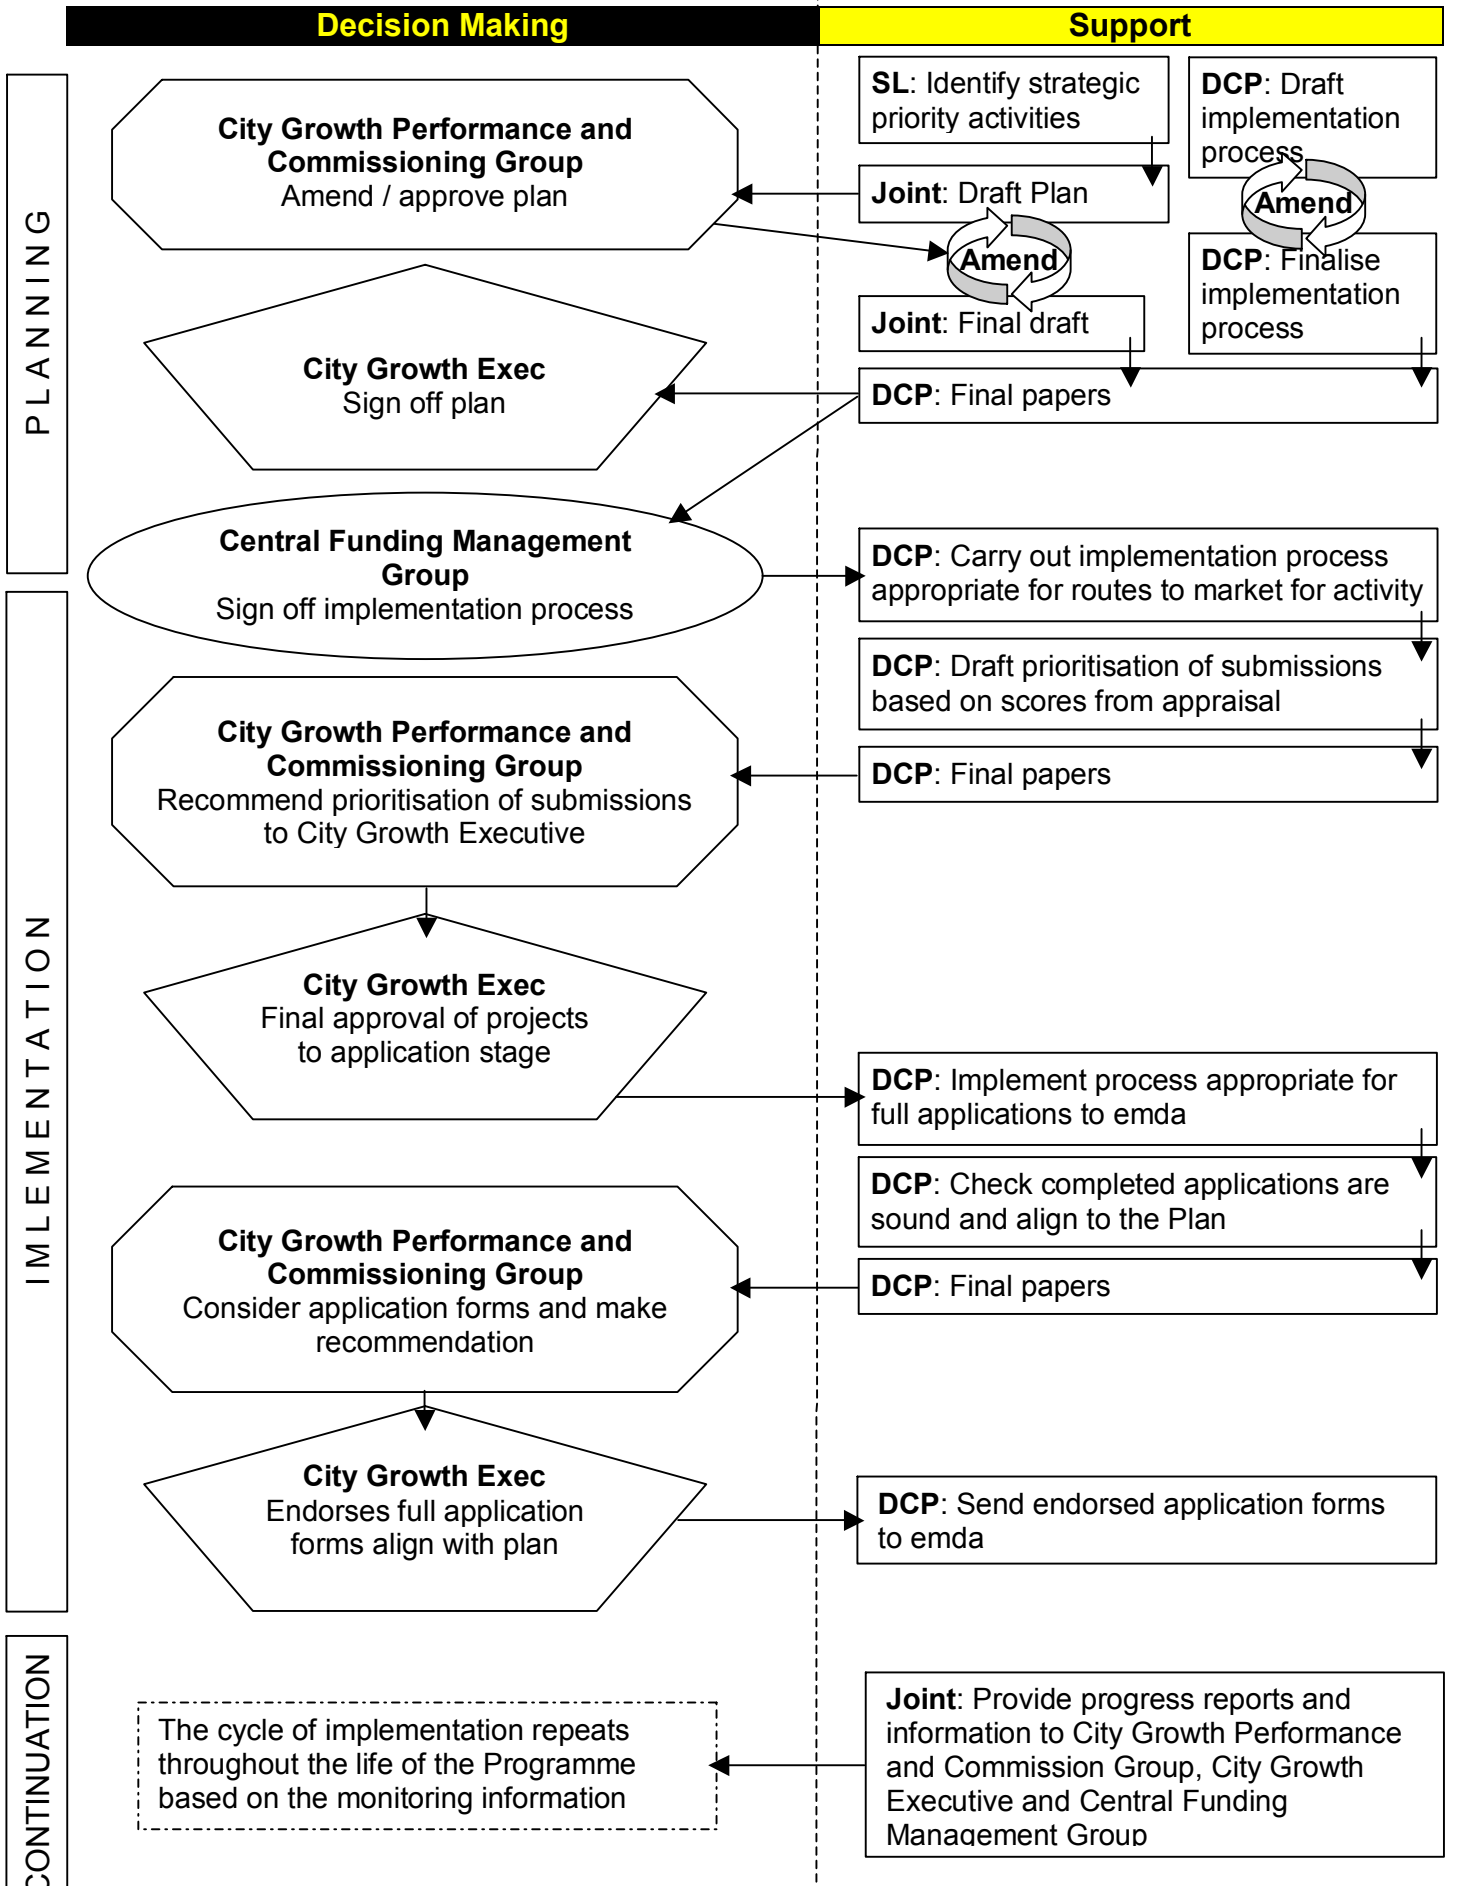 Decision Making
Support
PLANNING
City Growth Performance and
Commissioning Group
Amend / approve plan
SL: Identify strategic
priority activities
DCP: Draft
implementation
process
Joint: Draft Plan
Amend
Amend
DCP: Finalise
implementation
process
Joint: Final draft
City Growth Exec
Sign off plan
DCP: Final papers
Central Funding Management
Group
Sign off implementation process
DCP: Carry out implementation process
appropriate for routes to market for activity
IMLEMENTATION
DCP: Draft prioritisation of submissions
based on scores from appraisal
City Growth Performance and
Commissioning Group
Recommend prioritisation of submissions
to City Growth Executive
DCP: Final papers
City Growth Exec
Final approval of projects
to application stage
DCP: Implement process appropriate for
full applications to emda
DCP: Check completed applications are
sound and align to the Plan
City Growth Performance and
Commissioning Group
Consider application forms and make
recommendation
DCP: Final papers
City Growth Exec
Endorses full application
forms align with plan
DCP: Send endorsed application forms
to emda
CONTINUATION
The cycle of implementation repeats
throughout the life of the Programme
based on the monitoring information
Joint: Provide progress reports and
information to City Growth Performance
and Commission Group, City Growth
Executive and Central Funding
Management Group